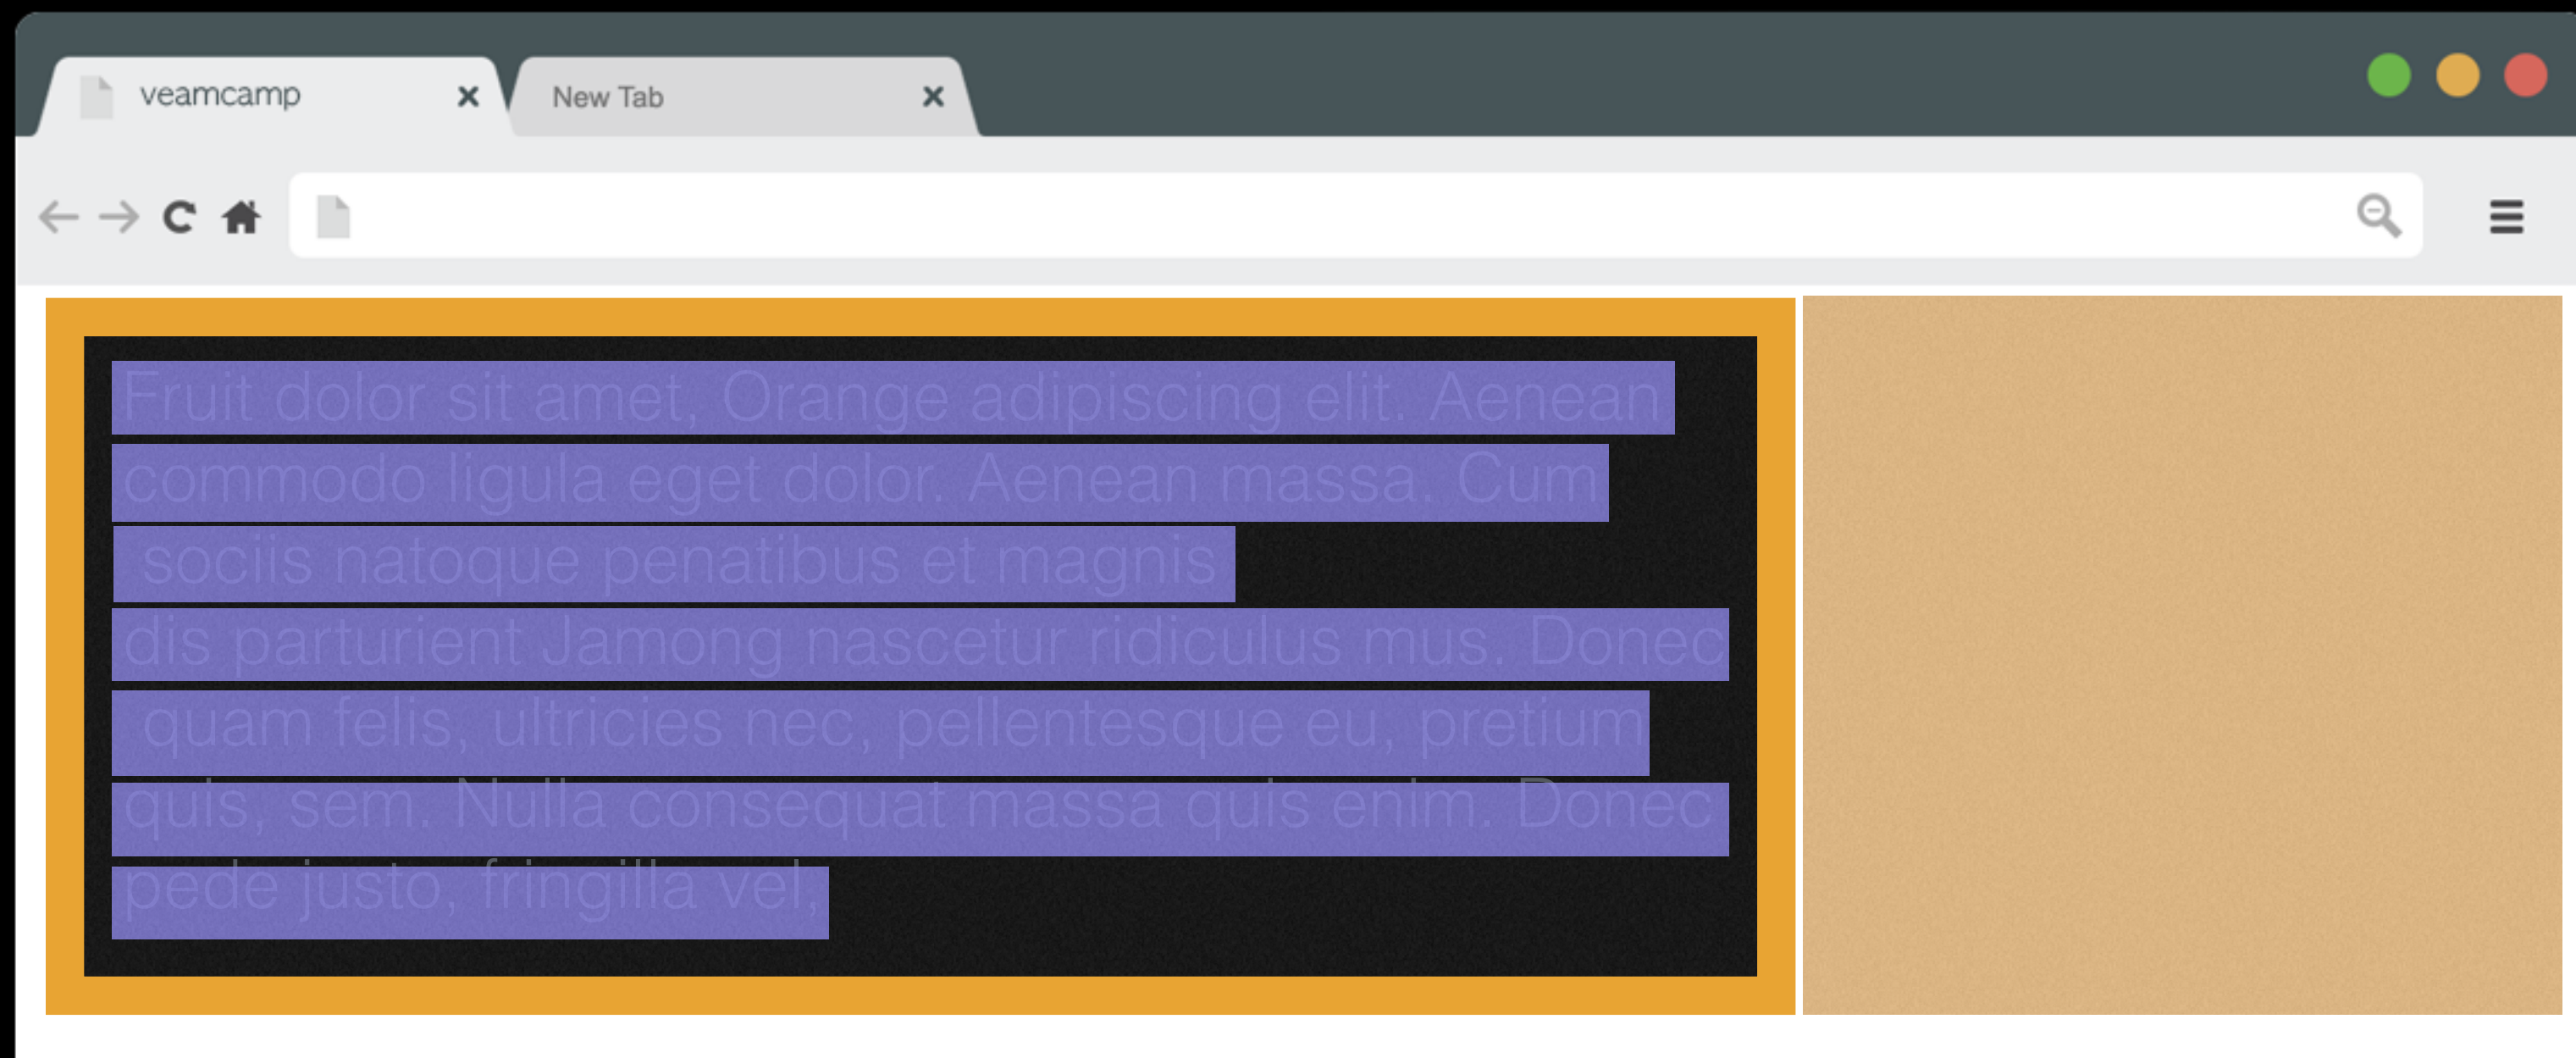 veamcamp
New Tab
Fruit dolor sit amet, Orange adipiscing elit. Aenean
commodo ligula eget dolor. Aenean massa. Cum
sociis natoque penatibus et magnis
dis parturient Jamong nascetur ridiculus mus. Donec
quam felis, ultricies nec, pellentesque eu, pretium
quis, sem. Nulla consequat massa quis enim. Donec
pede justo, fringilla vel,